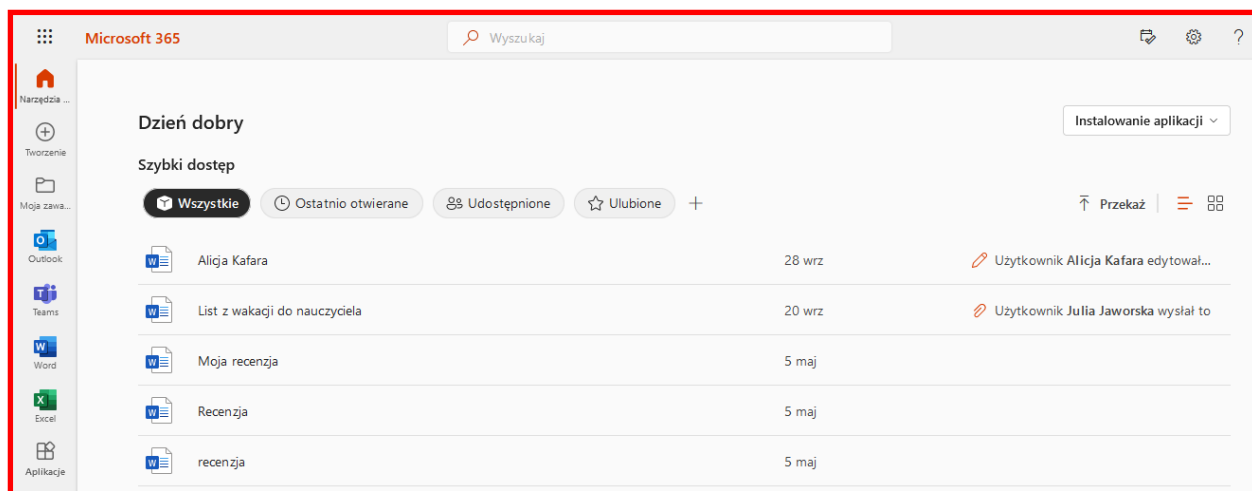 Microsoft 365
Wyszukaj
?
Narzędzia ...
Tworzenie
Moja zawa...
Outlook
Teams
Word
Excel
Aplikacje
Dzień dobry
Instalowanie aplikacji
Szybki dostęp
Wszystkie Ostatnio otwierane Udostępnione Ulubione + Przekaż
Alicja Kafara 28 wrz Użytkownik Alicja Kafara edytował...
List z wakacji do nauczyciela 20 wrz Użytkownik Julia Jaworska wysłał to
Moja recenzja 5 maj
Recenzja 5 maj
recenzja 5 maj